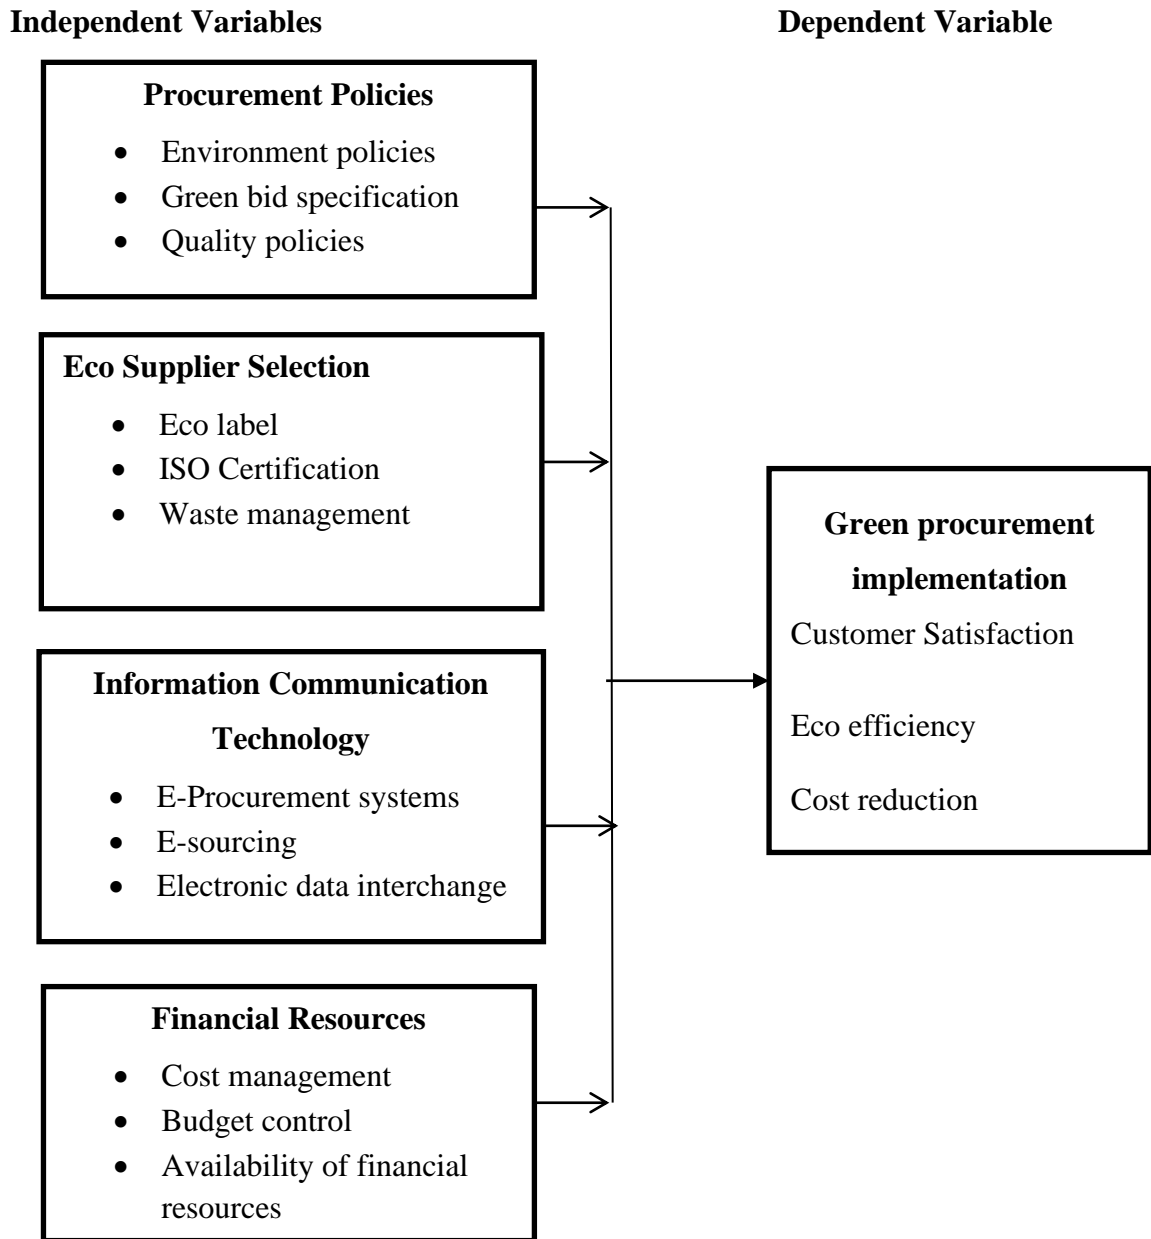 Independent Variables
Dependent Variable
Procurement Policies
• Environment policies
• Green bid specification
• Quality policies
Eco Supplier Selection
• Eco label
• ISO Certification
• Waste management
Information Communication
Technology
• E-Procurement systems
• E-sourcing
• Electronic data interchange
Financial Resources
• Cost management
• Budget control
• Availability of financial
resources
Green procurement
implementation
Customer Satisfaction
Eco efficiency
Cost reduction